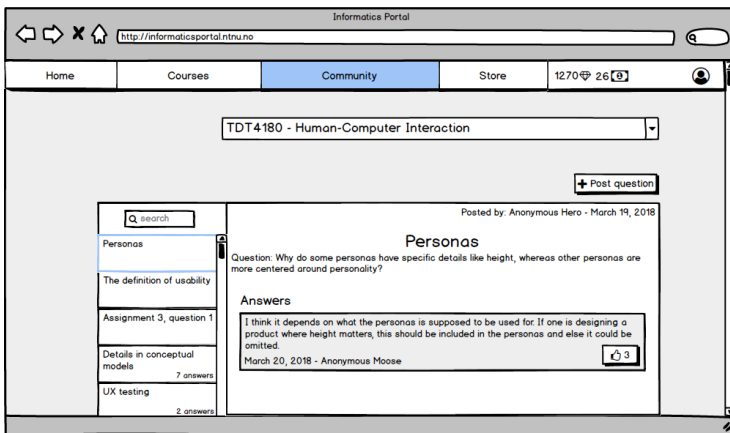 Informatics Portal
http://informaticsportal.ntnu.no
Home Courses Community Store 1270 26
TDT4180 - Human-Computer Interaction
Post question
search
Posted by: Anonymous Hero - March 19, 2018
Personas
Personas
Question: Why do some personas have specific details like height, whereas other personas are
more centered around personality?
The definition of usability
Answers
Assignment 3, question 1
I think it depends on what the personas is supposed to be used for. If one is designing a
product where height matters, this should be included in the personas and else it could be
omitted.
March 20, 2018 - Anonymous Moose
3
Details in conceptual
models
7 answers
UX testing
2 answers